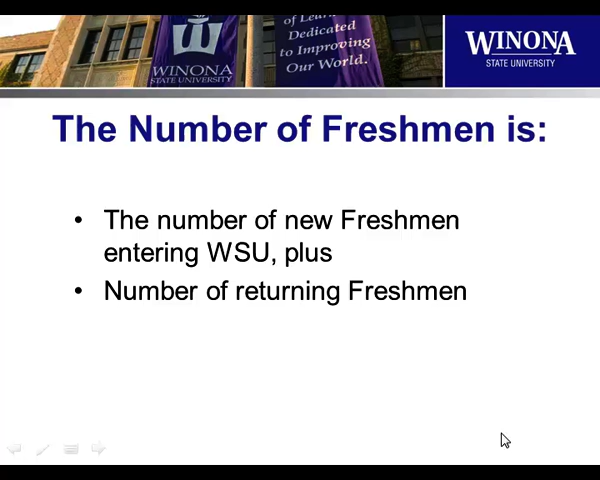 of Learn
Dedicated
to Improving
Our World.
WINONA
STATE UNIVERSITY
WINONA
STATE UNIVERSITY
The Number of Freshmen is:
• The number of new Freshmen
entering WSU, plus
• Number of returning Freshmen